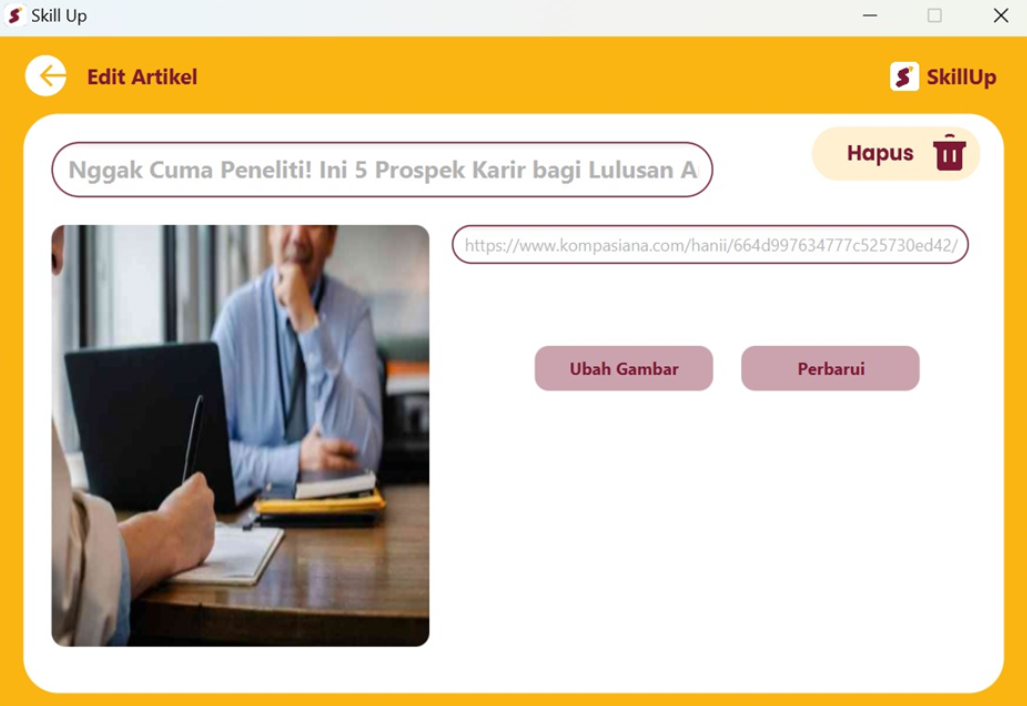 Skill Up
Edit Artikel
SkillUp
Nggak Cuma Peneliti! Ini 5 Prospek Karir bagi Lulusan
Hapus
https://www.kompasiana.com/hanii/664d997634777c525730ed42/
Ubah Gambar
Perbarui